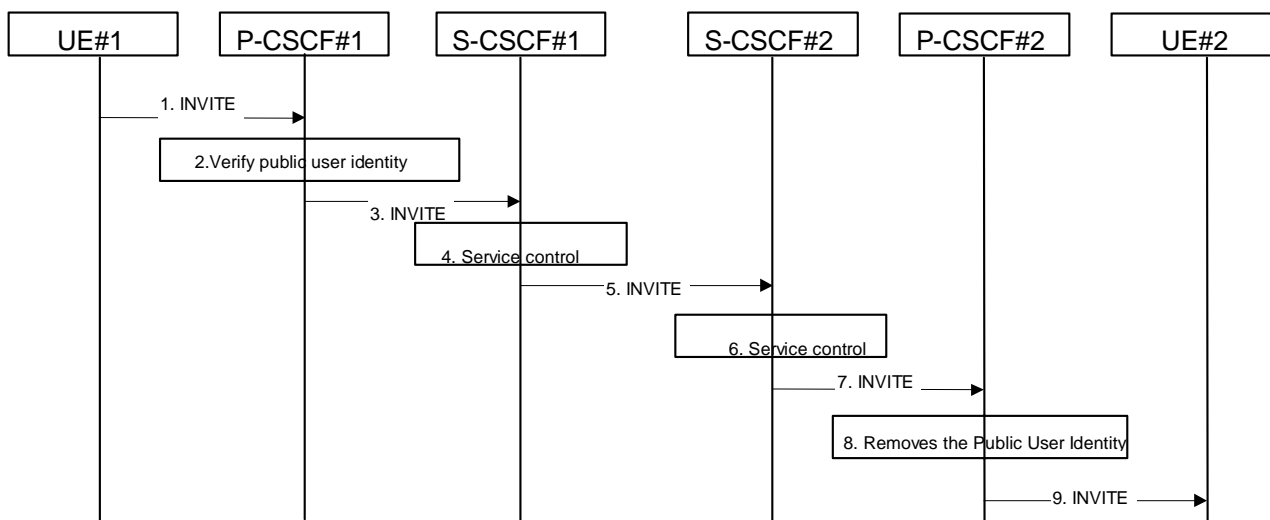 UE#1
P-CSCF#1
S-CSCF#1
S-CSCF#2
P-CSCF#2
UE#2
1. INVITE
2.Verify public user identity
3. INVITE
4. Service control
5. INVITE
6. Service control
7. INVITE
8. Removes the Public User Identity
9. INVITE